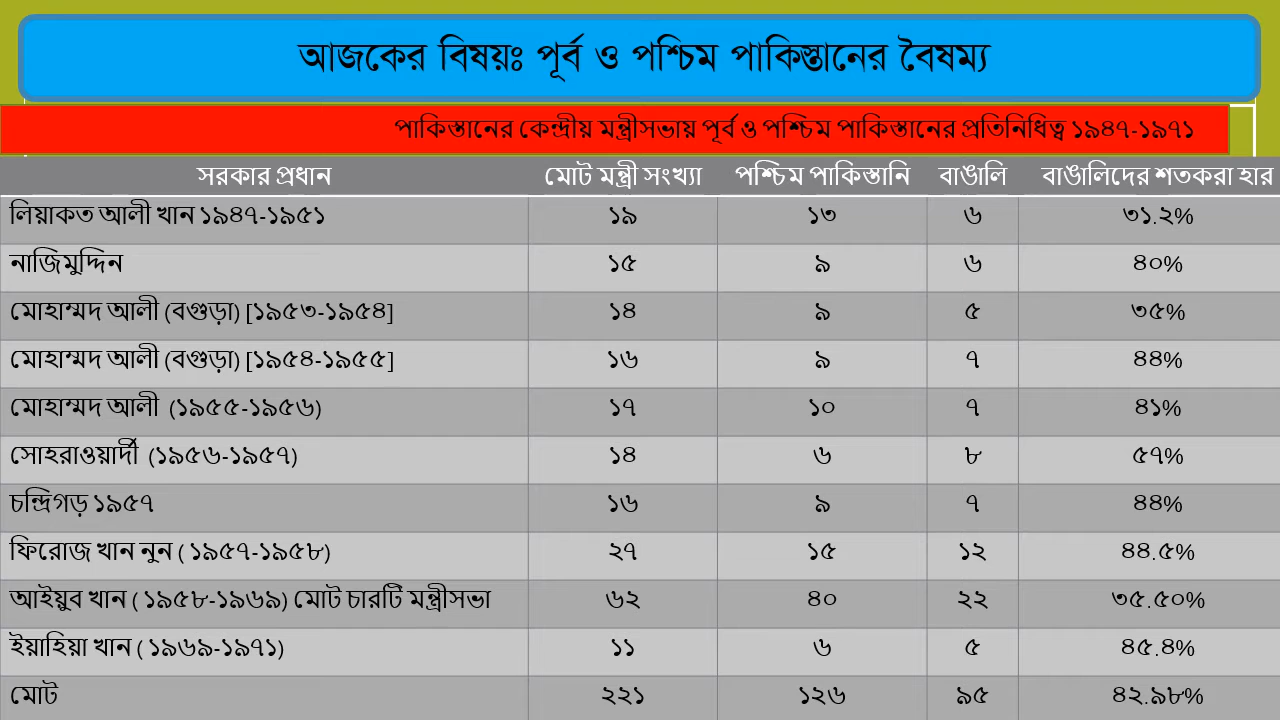 আজকের বিষয়ঃ পূর্ব ও পশ্চিম পাকিস্তানের বৈষম্য
পাকিস্তানের কেন্দ্রীয় মন্ত্রীসভায় পূর্ব ও পশ্চিম পাকিস্তানের প্রতিনিধিত্ব ১৯৪৭-১৯৭১
সরকার প্রধান মোট মন্ত্রী সংখ্যা পশ্চিম পাকিস্তানি বাঙালি বাঙালিদের শতকরা হার
লিয়াকত আলী খান ১৯৪৭-১৯৫১ ১৯ ১৩ ৬ ৩১.২%
নাজিমুদ্দিন ১৫ ৯ ৬ ৪০%
মোহাম্মদ আলী (বগুড়া) [১৯৫৩-১৯৫৪] ১৪ ৯ ৫ ৩৫%
মোহাম্মদ আলী (বগুড়া) [১৯৫৪-১৯৫৫] ১৬ ৯ ৭ ৪৪%
মোহাম্মদ আলী (১৯৫৫-১৯৫৬) ১৭ ১০ ৭ ৪১%
সোহরাওয়ার্দী (১৯৫৬-১৯৫৭) ১৪ ৬ ৮ ৫৭%
চন্দ্রিগড় ১৯৫৭ ১৬ ৯ ৭ ৪৪%
ফিরোজ খান নুন ( ১৯৫৭-১৯৫৮) ২৭ ১৫ ১২ ৪৪.৫%
আইয়ুব খান ( ১৯৫৮-১৯৬৯) মোট চারটি মন্ত্রীসভা ৬২ ৪০ ২২ ৩৫.৫০%
ইয়াহিয়া খান ( ১৯৬৯-১৯৭১) ১১ ৬ ৫ ৪৫.৪%
মোট ২২১ ১২৬ ৯৫ ৪২.৯৮%